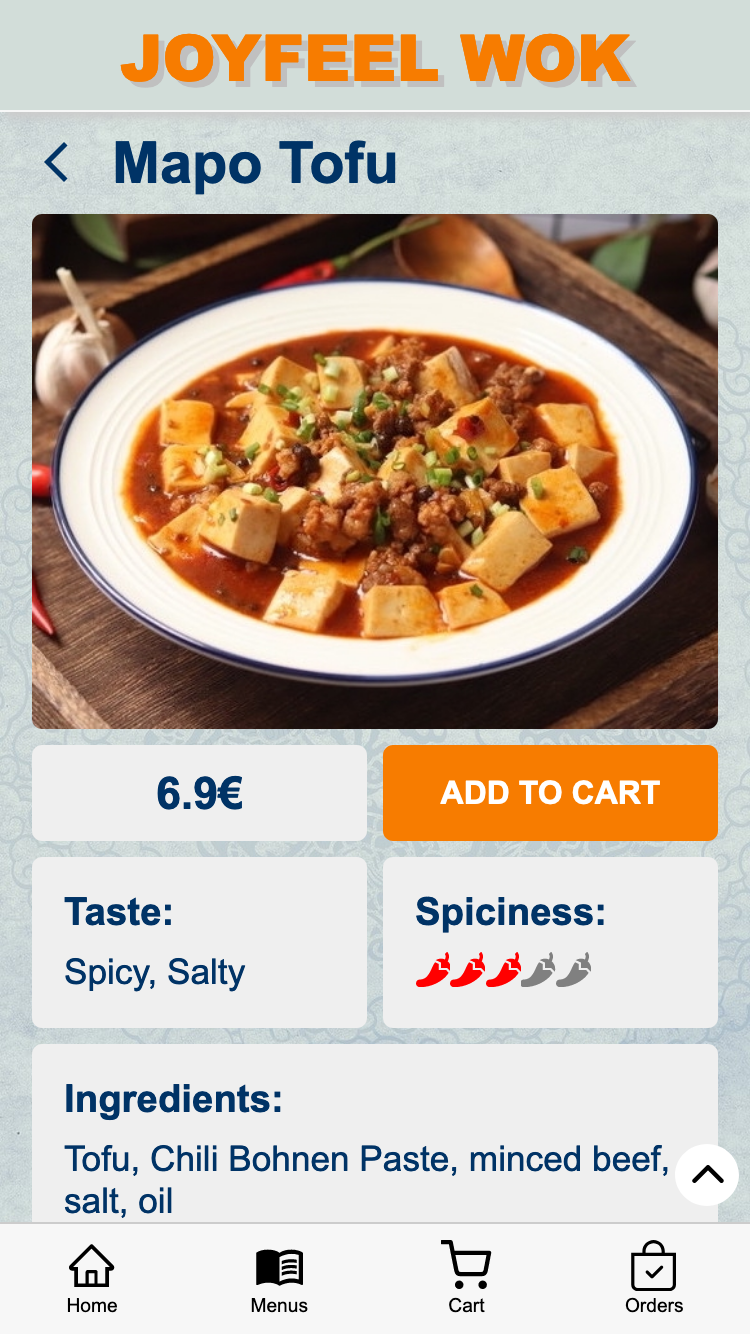 JOYFEEL WOK
Mapo Tofu
6.9€
ADD TO CART
Taste:
Spicy, Salty
Spiciness:
Ingredients:
Tofu, Chili Bohnen Paste, minced beef,
salt, oil
Home
Menus
Cart
Orders